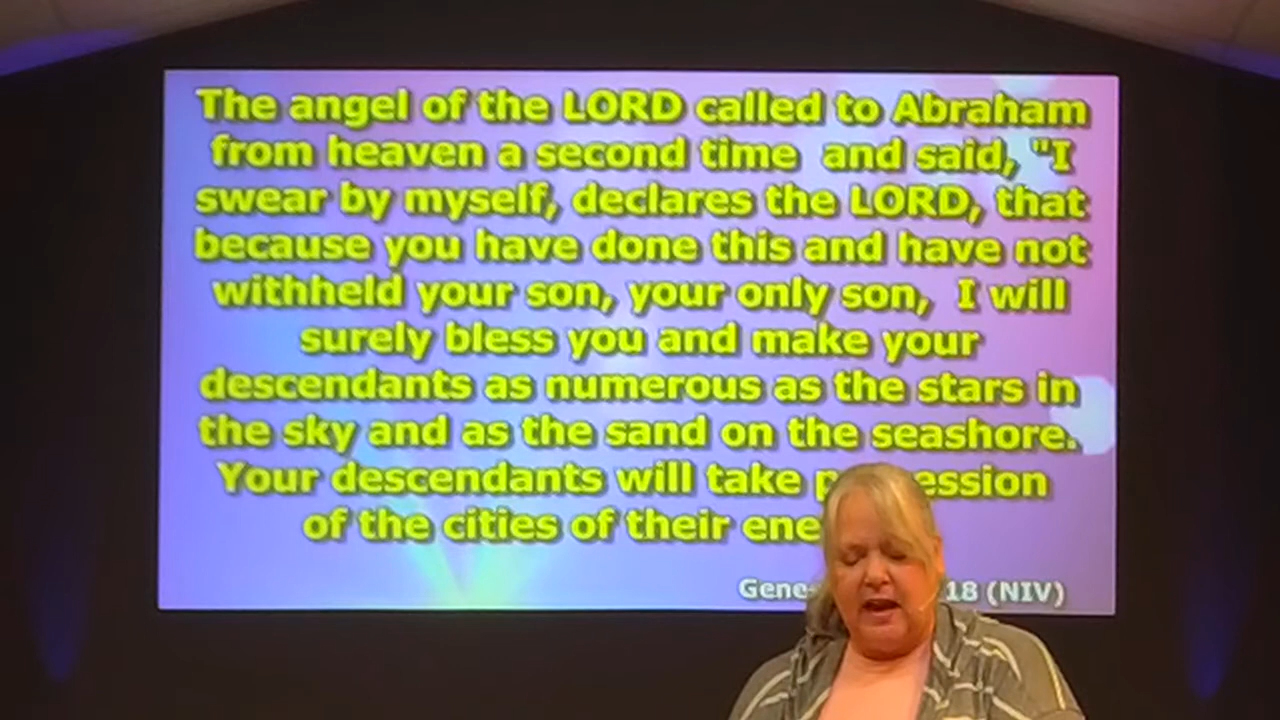 The angel of the LORD called to Abraham
from heaven a second time and said, "I
swear by myself, declares the LORD, that
because you have done this and have not
withheld your son, your only son, I will
surely bless you and make your
descendants as numerous as the stars in
the sky and as the sand on the seashore.
Your descendants will take
of the cities of their
18 (NIV)